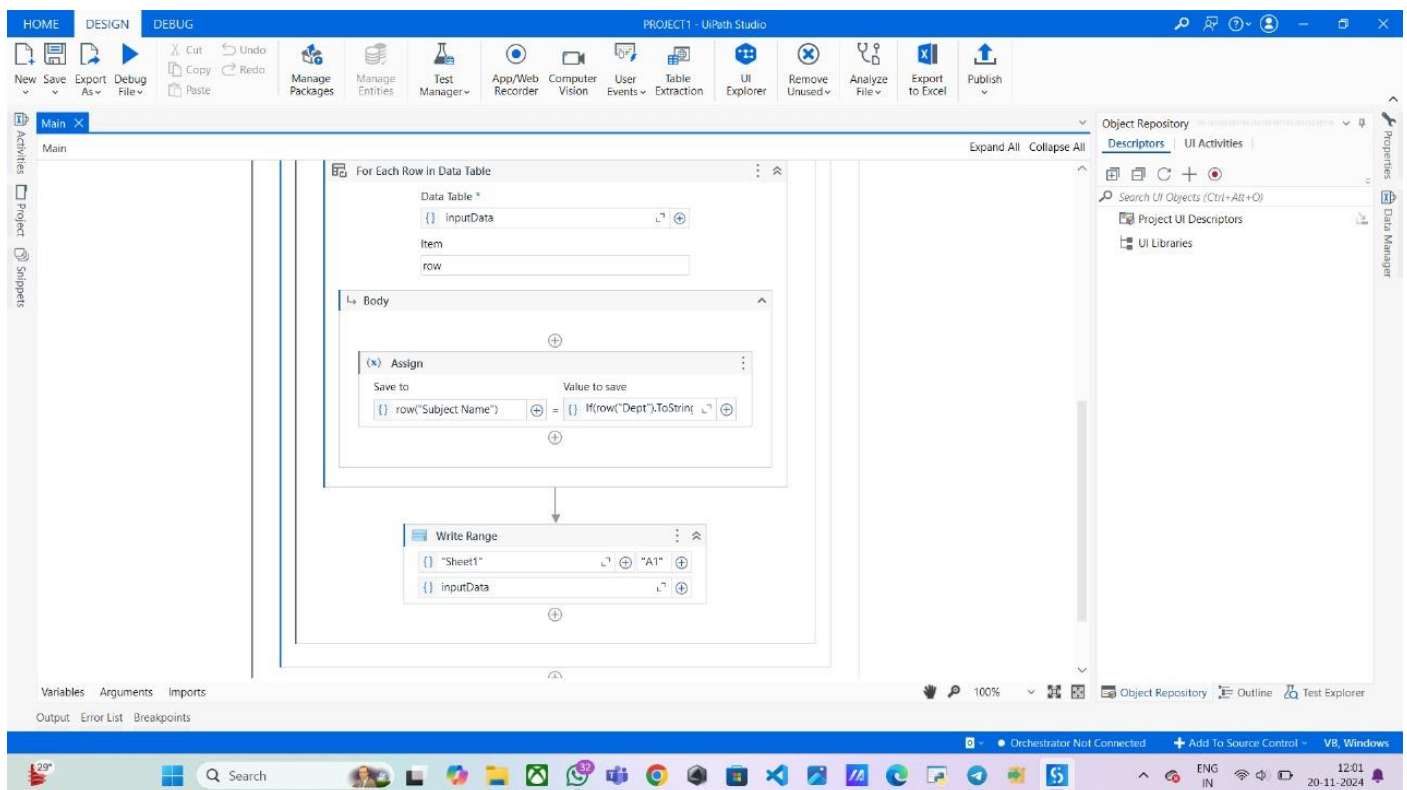 HOME DESIGN DEBUG PROJECT1 - UiPath Studio
New Save Export As Debug File Cut Copy Paste Undo Redo Manage Packages Manage Entities Test Manager App/Web Recorder Computer Vision User Events Table Extraction UI Explorer Remove Unused Analyze File Export to Excel Publish
Main
Main Expand All Collapse All
Activities
Project
Snippets
For Each Row in Data Table
Data Table *
{} inputData
Item
row
Body
(x) Assign
Save to Value to save
{} row("Subject Name") = {} If(row("Dept").ToString
Write Range
{} "Sheet1" "A1"
{} inputData
Object Repository
Descriptors UI Activities
Search UI Objects (Ctrl+Alt+O)
Project UI Descriptors
UI Libraries
Properties
Data Manager
Variables Arguments Imports 100% Object Repository Outline Test Explorer
Output Error List Breakpoints
Orchestrator Not Connected Add To Source Control VB, Windows
29°
Search
32
ENG
IN
12:01
20-11-2024